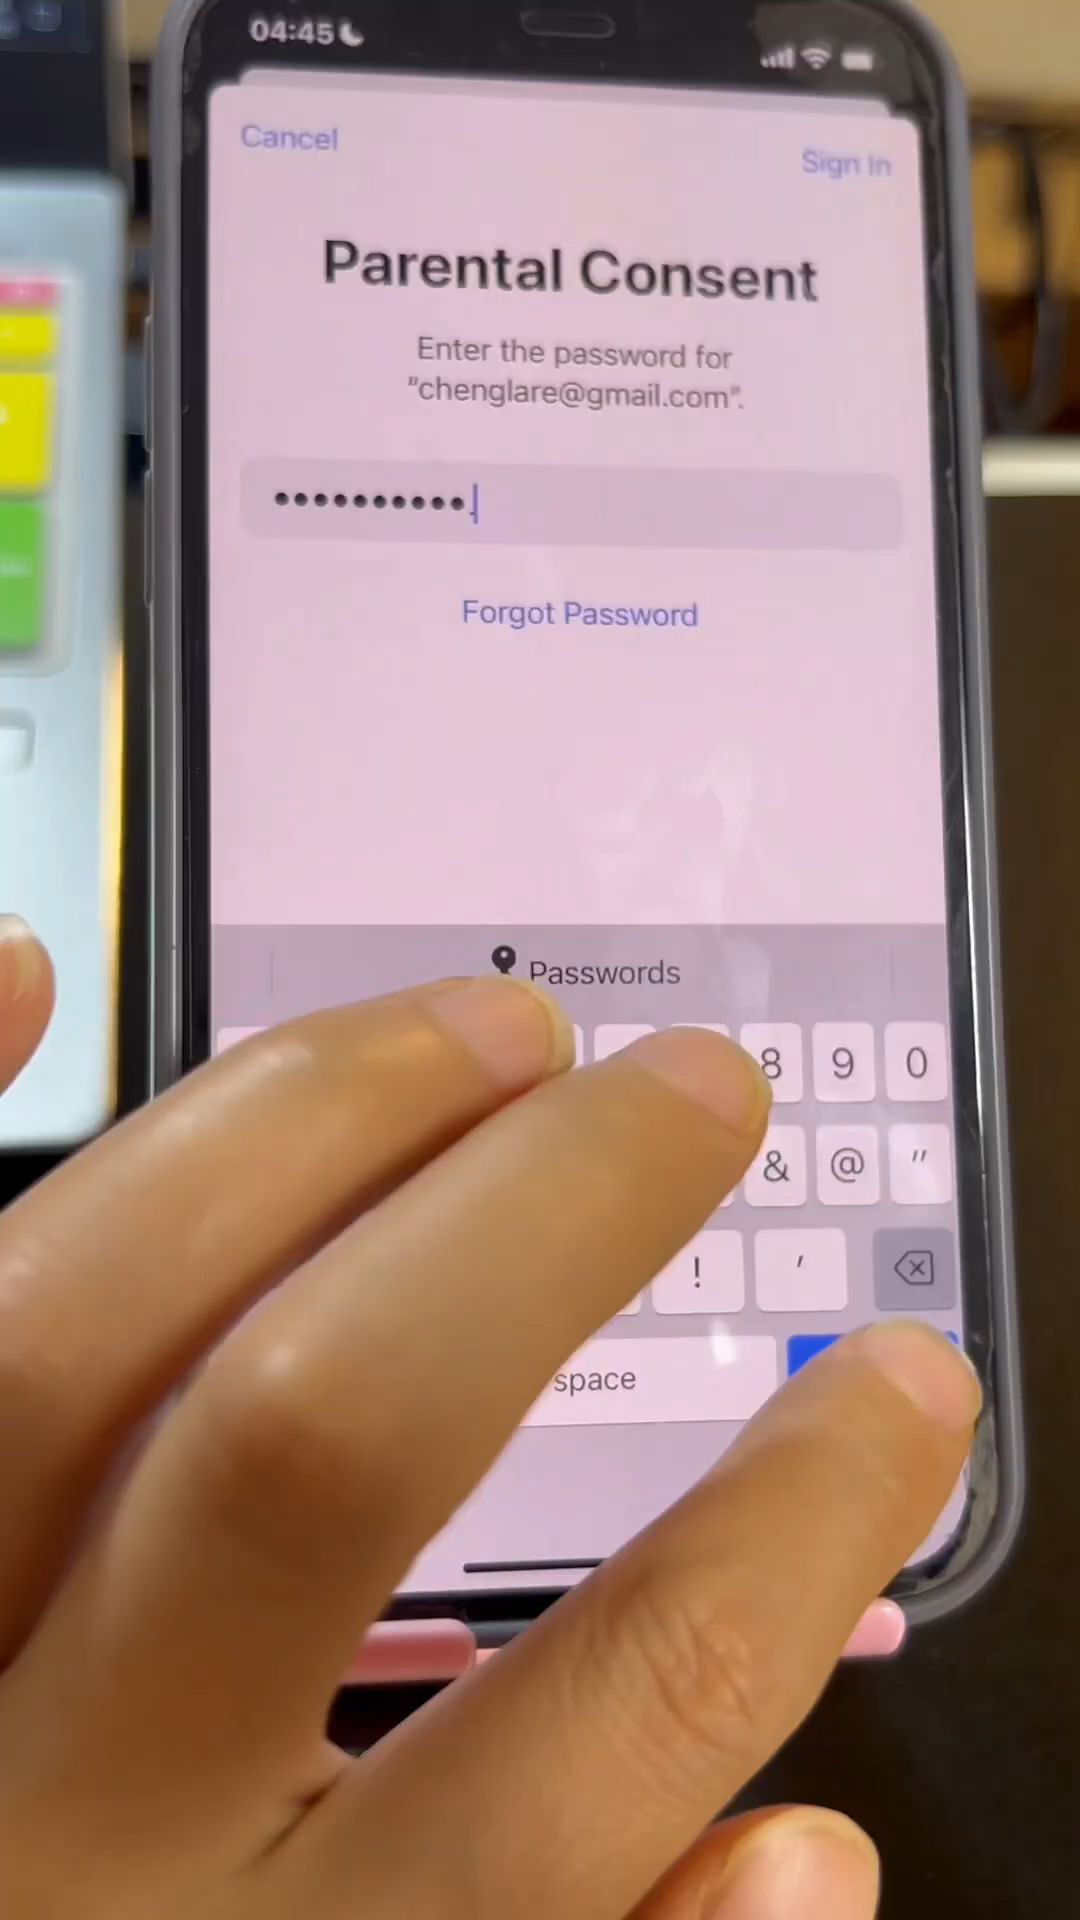 04:45
Cancel
Sign In
Parental Consent
Enter the password for
"chenglare@gmail.com".
••••••••••.
Forgot Password
Passwords
8 9 0
& @ "
! '
space